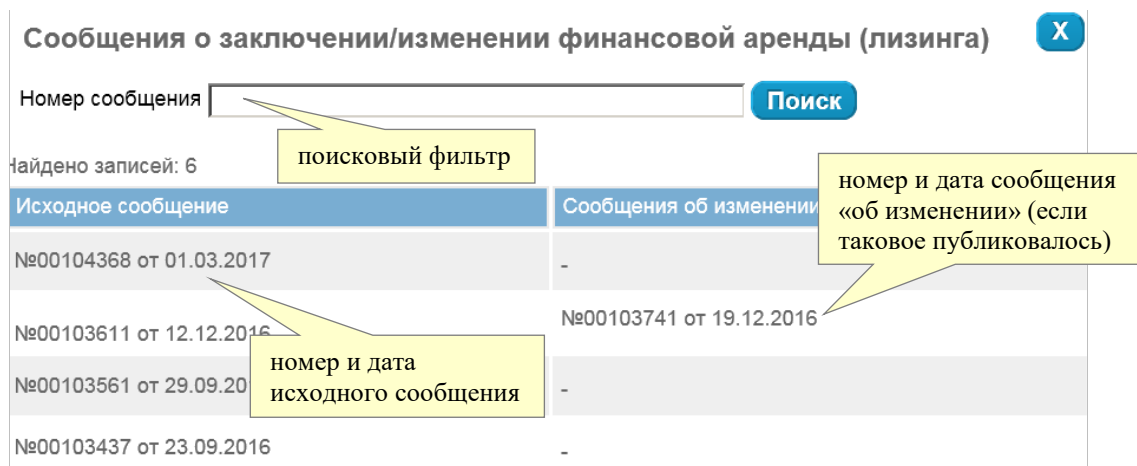 Сообщения о заключении/изменении финансовой аренды (лизинга)
X
Номер сообщения
Поиск
поисковый фильтр
Найдено записей: 6
номер и дата сообщения
«об изменении» (если
таковое публиковалось)
Исходное сообщение
Сообщения об изменении
№00104368 от 01.03.2017
-
№00103611 от 12.12.2016
№00103741 от 19.12.2016
номер и дата
исходного сообщения
№00103561 от 29.09.20
-
№00103437 от 23.09.2016
-